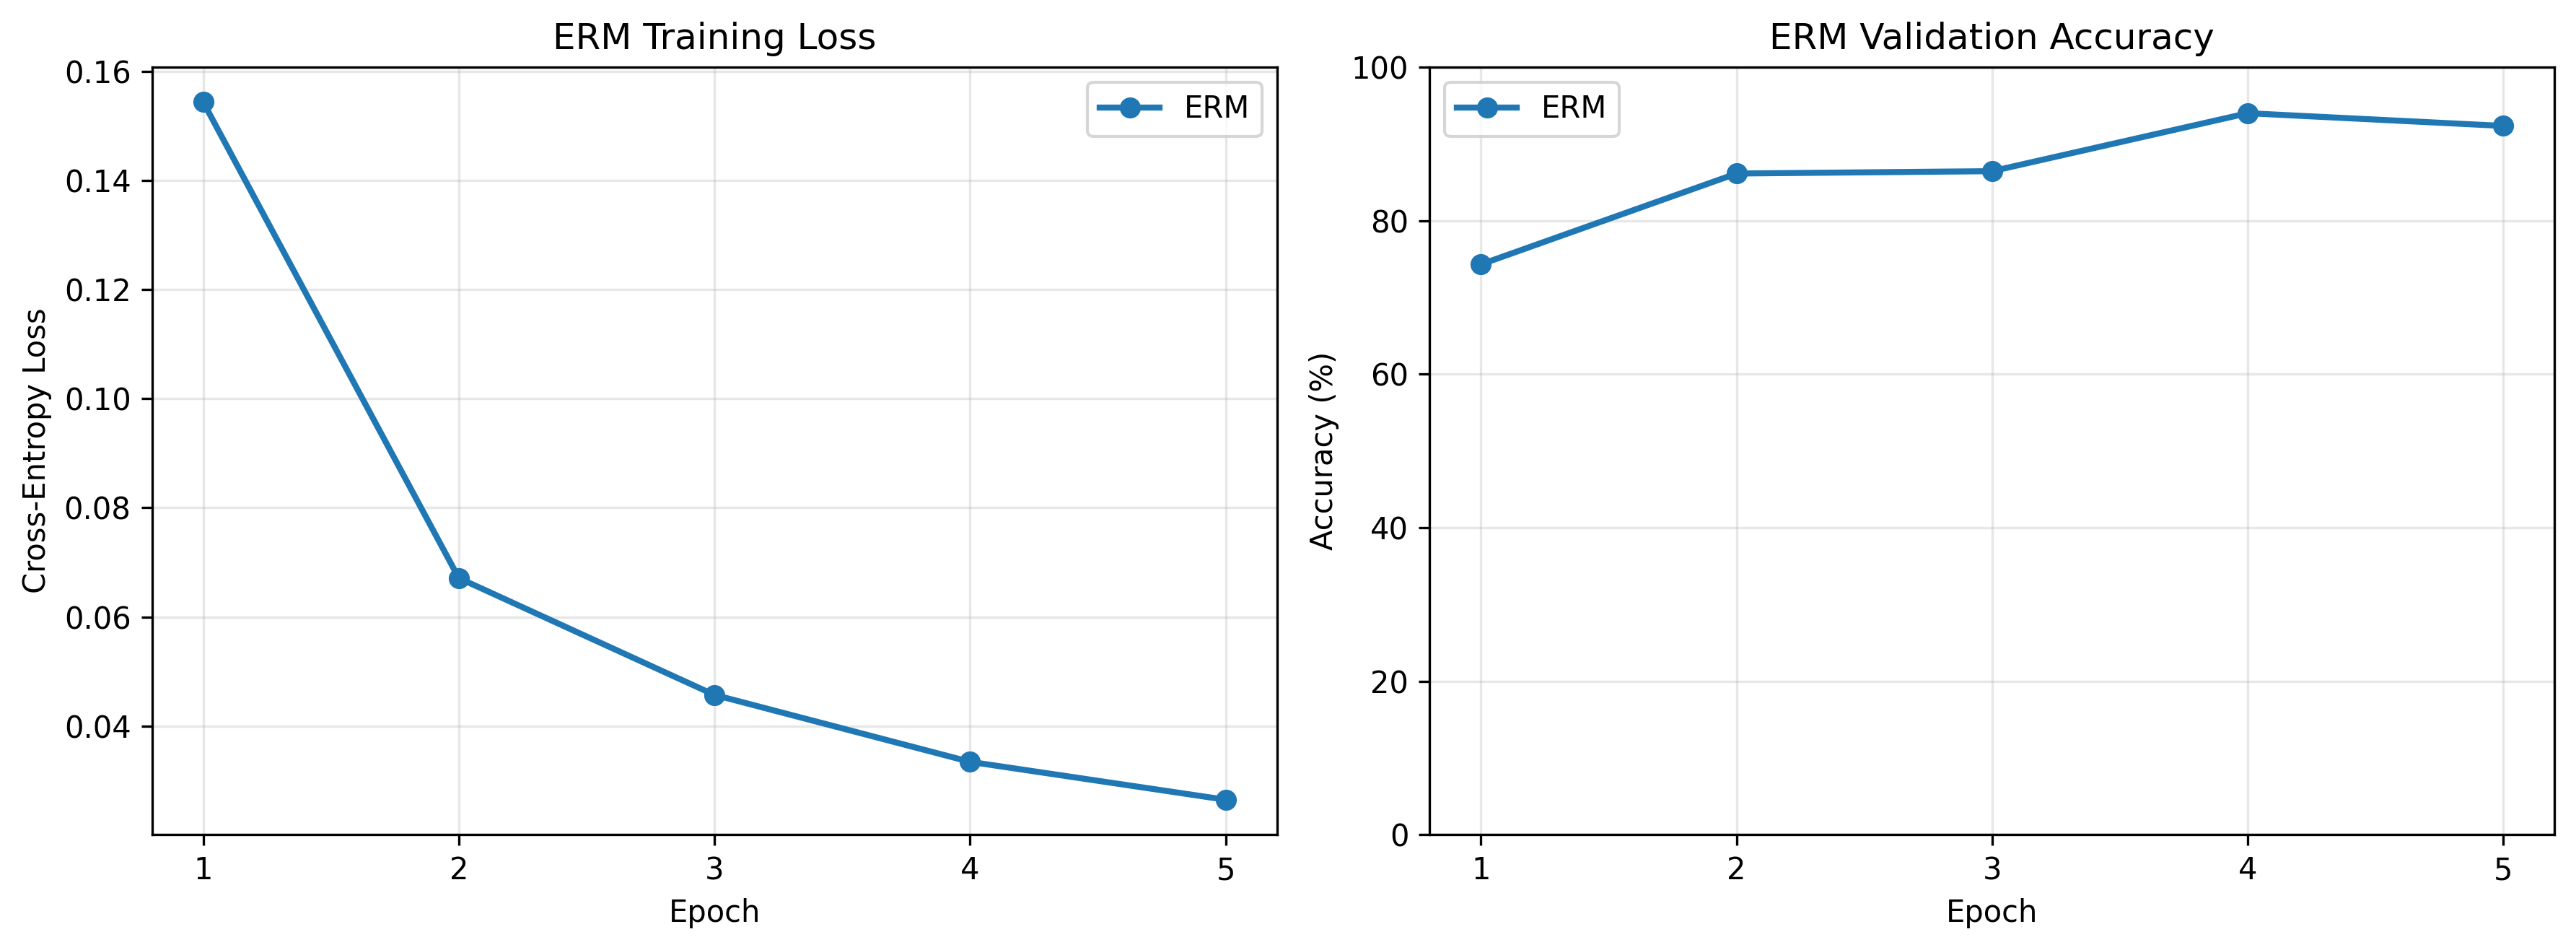 ERM Training Loss
0.16
0.14
0.12
0.10
0.08
0.06
0.04
Cross-Entropy Loss
ERM
1 2 3 4 5
Epoch
ERM Validation Accuracy
100
80
60
40
20
0
Accuracy (%)
ERM
1 2 3 4 5
Epoch